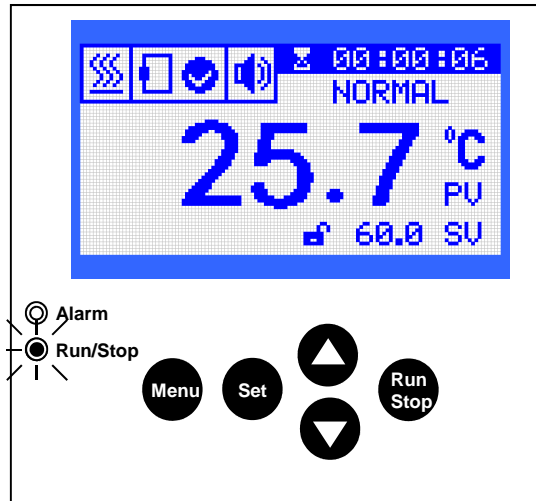 00:00:06
NORMAL
25.7 °C
PV
60.0 SV
Alarm
Run/Stop
Menu
Set
Run
Stop